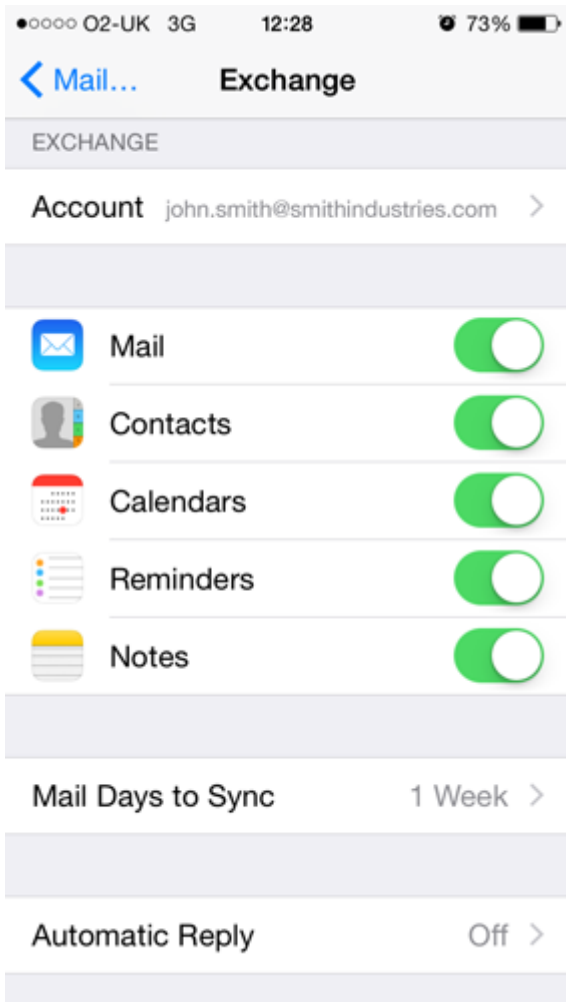 O2-UK 3G 12:28 73%
Mail... Exchange
EXCHANGE
Account john.smith@smithindustries.com
Mail
Contacts
Calendars
Reminders
Notes
Mail Days to Sync 1 Week
Automatic Reply Off